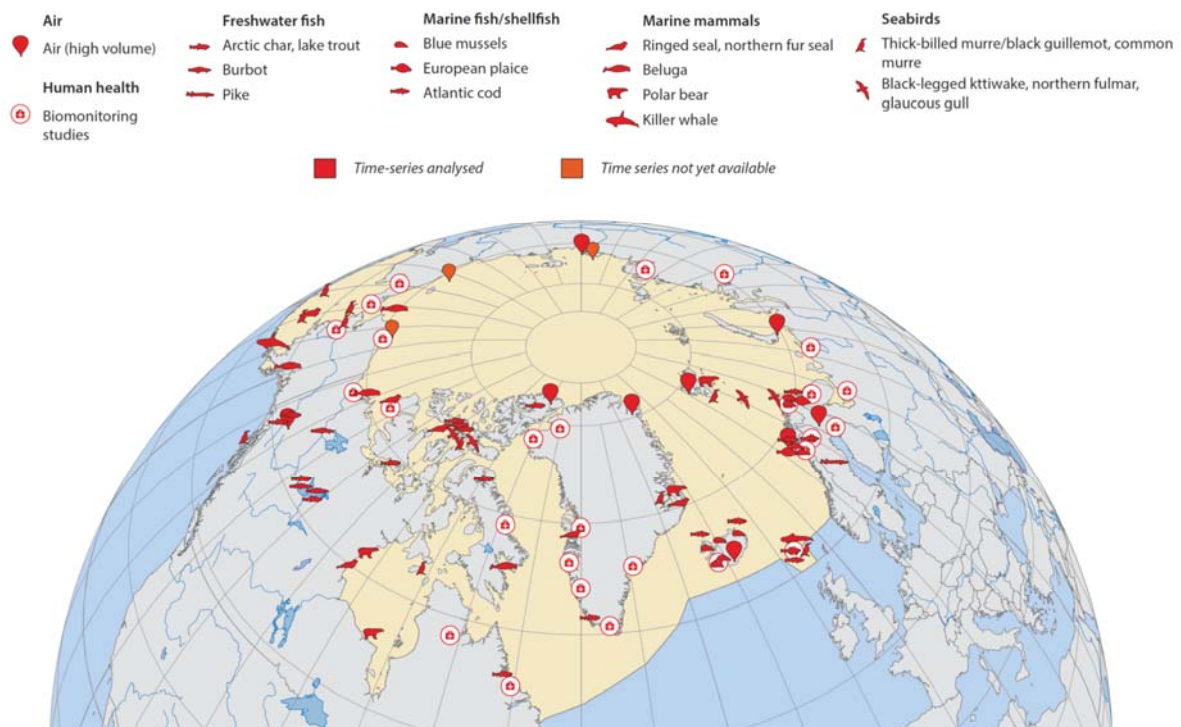 Air
Air (high volume)
Human health
Biomonitoring
studies
Freshwater fish
Arctic char, lake trout
Burbot
Pike
Marine fish/shellfish
Blue mussels
European plaice
Atlantic cod
Marine mammals
Ringed seal, northern fur seal
Beluga
Polar bear
Killer whale
Seabirds
Thick-billed murre/black guillemot, common
murre
Black-legged kttiwake, northern fulmar,
glaucous gull
Time-series analysed
Time series not yet available